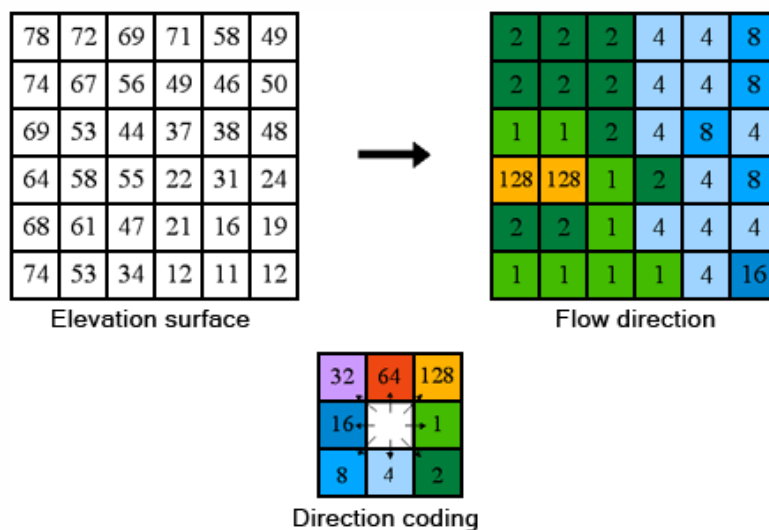 78 72 69 71 58 49
74 67 56 49 46 50
69 53 44 37 38 48
64 58 55 22 31 24
68 61 47 21 16 19
74 53 34 12 11 12
Elevation surface
2 2 2 4 4 8
2 2 2 4 4 8
1 1 2 4 8 4
128 128 1 2 4 8
2 2 1 4 4 4
1 1 1 1 4 16
Flow direction
32 64 128
16 1
8 4 2
Direction coding